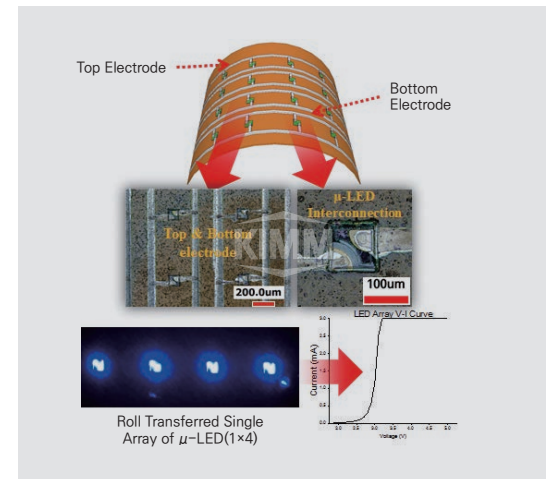 Top Electrode
Bottom
Electrode
μ-LED
Interconnection
Top & Bottom
electrode
KIMM
200.0um
100um
LED Array V-I Curve
Current (mA)
Voltage (V)
Roll Transferred Single
Array of μ-LED(1×4)